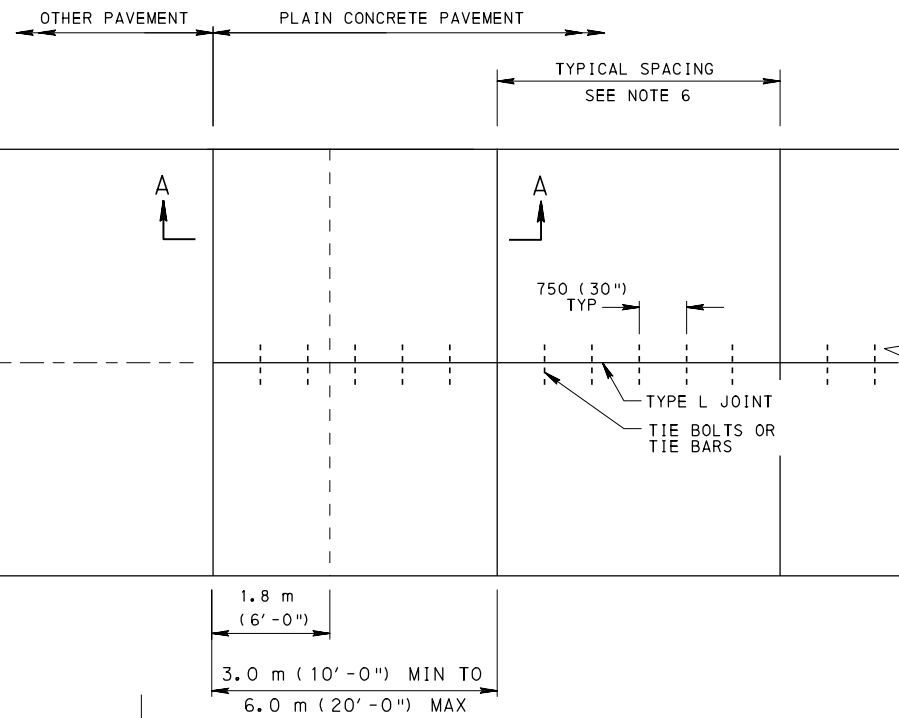 OTHER PAVEMENT
PLAIN CONCRETE PAVEMENT
TYPICAL SPACING
SEE NOTE 6
A
A
750 (30")
TYP
TYPE L JOINT
TIE BOLTS OR
TIE BARS
1.8 m
(6'-0")
3.0 m (10'-0") MIN TO
6.0 m (20'-0") MAX